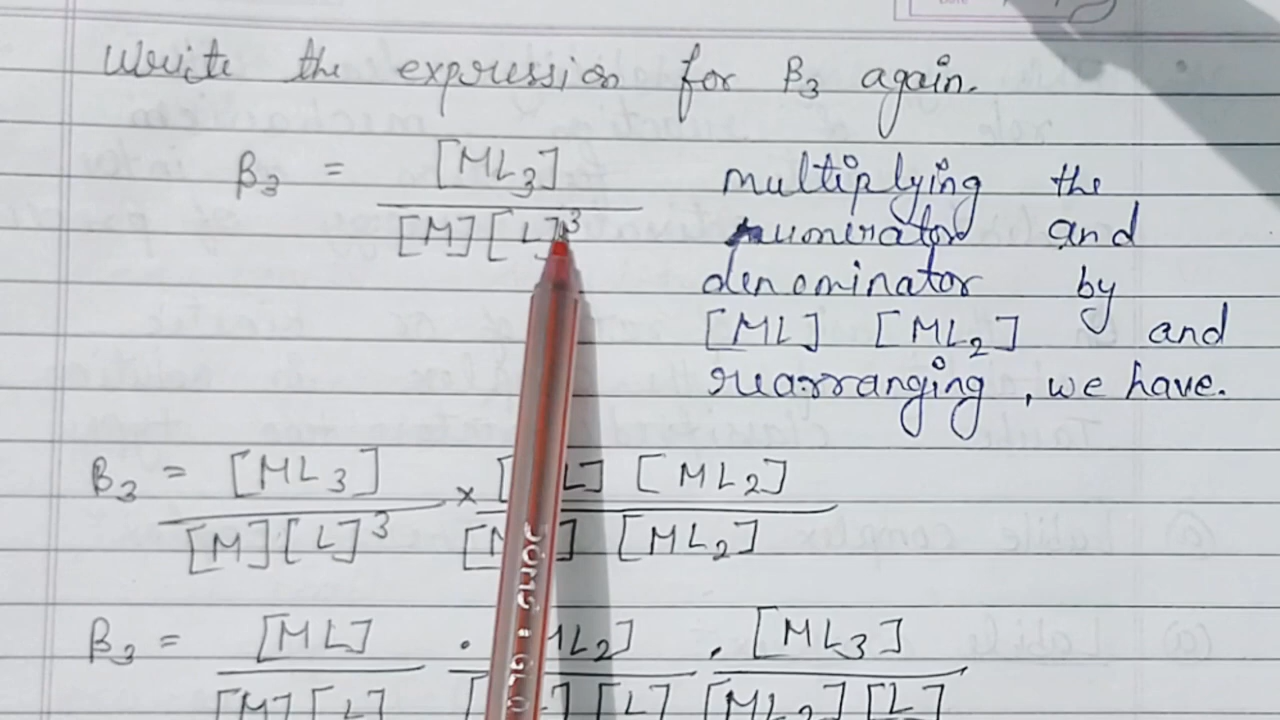 Write the expression for β₃ again.
β₃ = [ML₃] / [M][L]³
multiplying the
numerator and
denominator by
[ML] [ML₂] and
rearranging, we have.
β₃ = [ML₃] / [M][L]³ × [ L] [ML₂] / [M ] [ML₂]
β₃ = [ML] / [M][L] . ML₂] / [ ][L] . [ML₃] / [ML₂][L]